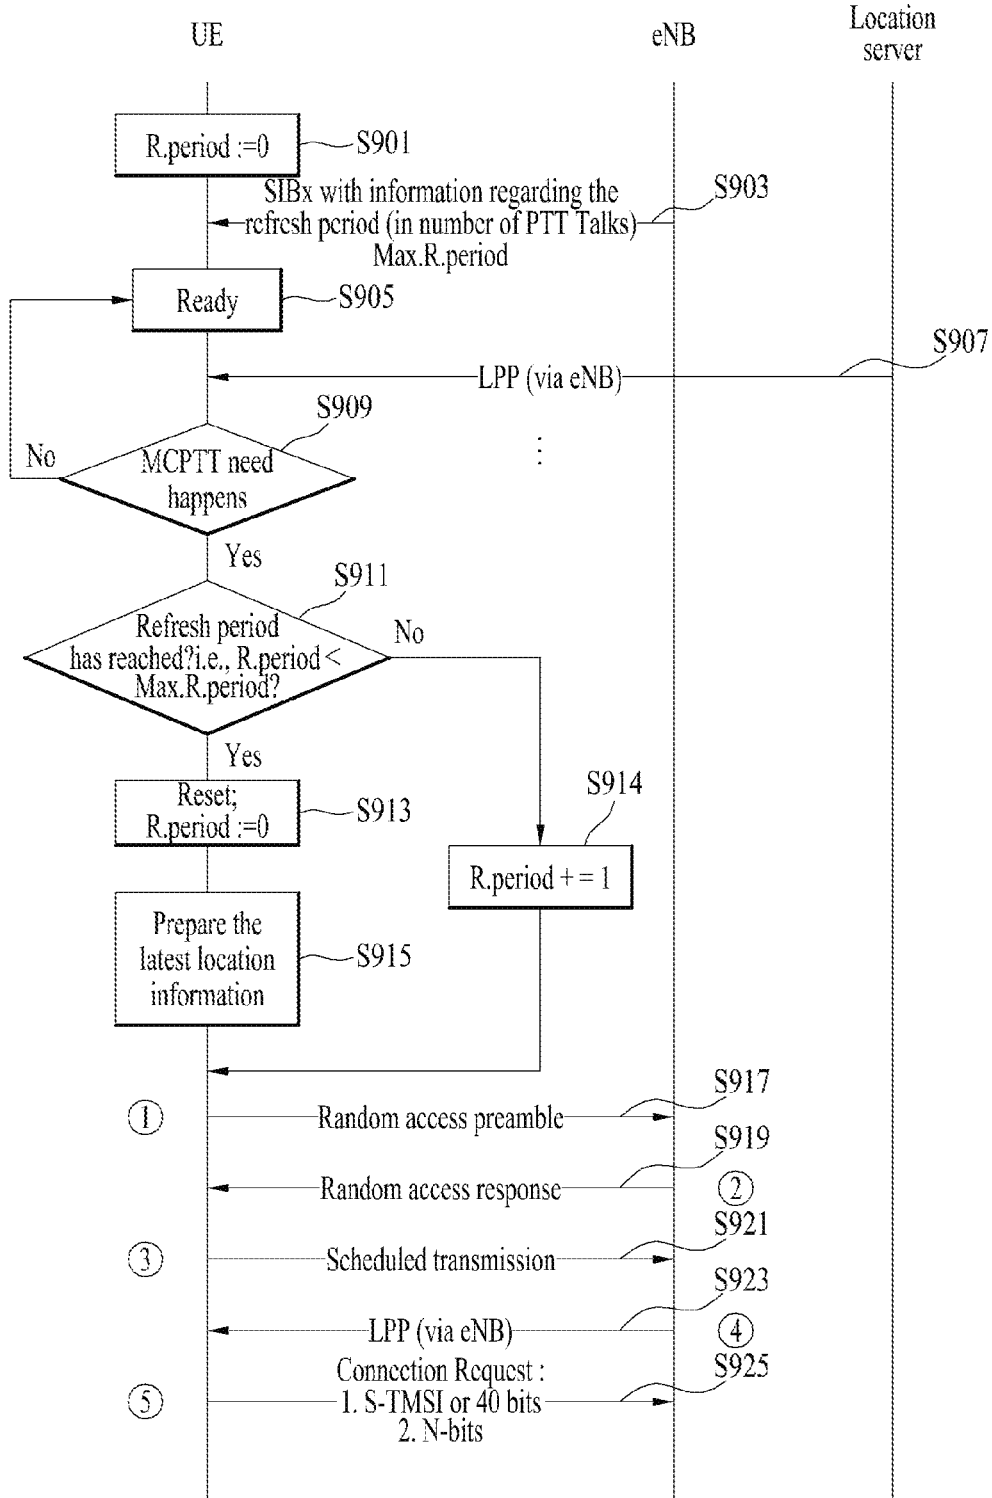 UE
eNB
Location
server
R.period :=0
S901
SIBx with information regarding the
refresh period (in number of PTT Talks)
Max.R.period
S903
Ready
S905
LPP (via eNB)
S907
MCPTT need
happens
S909
No
Yes
Refresh period
has reached?i.e., R.period <
Max.R.period?
S911
No
Yes
Reset;
R.period :=0
S913
R.period + = 1
S914
Prepare the
latest location
information
S915
1
Random access preamble
S917
Random access response
S919
2
3
Scheduled transmission
S921
LPP (via eNB)
S923
4
5
Connection Request :
1. S-TMSI or 40 bits
2. N-bits
S925